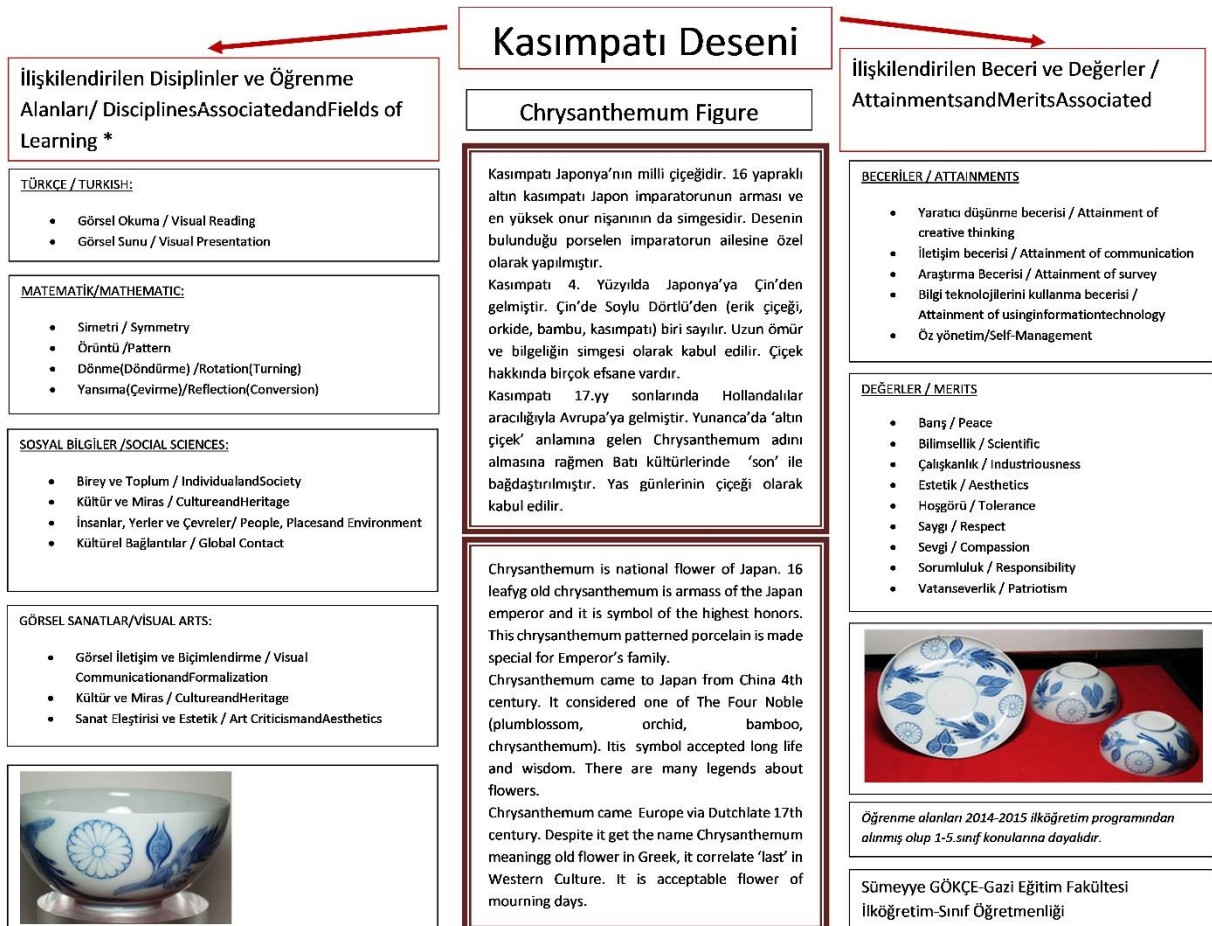 Kasımpatı Deseni
İlişkilendirilen Disiplinler ve Öğrenme
Alanları/ DisciplinesAssociatedandFields of
Learning *
TÜRKÇE / TURKISH:
Görsel Okuma / Visual Reading
Görsel Sunu / Visual Presentation
MATEMATİK/MATHEMATIC:
Simetri / Symmetry
Örüntü /Pattern
Dönme(Döndürme) /Rotation(Turning)
Yansıma(Çevirme)/Reflection(Conversion)
SOSYAL BİLGİLER /SOCIAL SCIENCES:
Birey ve Toplum / IndividualandSociety
Kültür ve Miras / CultureandHeritage
İnsanlar, Yerler ve Çevreler/ People, Placesand Environment
Kültürel Bağlantılar / Global Contact
GÖRSEL SANATLAR/VİSUAL ARTS:
Görsel İletişim ve Biçimlendirme / Visual
CommunicationandFormalization
Kültür ve Miras / CultureandHeritage
Sanat Eleştirisi ve Estetik / Art CriticismandAesthetics
Chrysanthemum Figure
Kasımpatı Japonya’nın milli çiçeğidir. 16 yapraklı
altın kasımpatı Japon imparatorunun arması ve
en yüksek onur nişanının da simgesidir. Desenin
bulunduğu porselen imparatorun ailesine özel
olarak yapılmıştır.
Kasımpatı 4. Yüzyılda Japonya’ya Çin’den
gelmiştir. Çin’de Soylu Dörtlü’den (erik çiçeği,
orkide, bambu, kasımpatı) biri sayılır. Uzun ömür
ve bilgeliğin simgesi olarak kabul edilir. Çiçek
hakkında birçok efsane vardır.
Kasımpatı 17.yy sonlarında Hollandalılar
aracılığıyla Avrupa’ya gelmiştir. Yunanca’da ‘altın
çiçek’ anlamına gelen Chrysanthemum adını
almasına rağmen Batı kültürlerinde ‘son’ ile
bağdaştırılmıştır. Yas günlerinin çiçeği olarak
kabul edilir.
Chrysanthemum is national flower of Japan. 16
leafyg old chrysanthemum is armass of the Japan
emperor and it is symbol of the highest honors.
This chrysanthemum patterned porcelain is made
special for Emperor’s family.
Chrysanthemum came to Japan from China 4th
century. It considered one of The Four Noble
(plumblossom, orchid, bamboo,
chrysanthemum). Itis symbol accepted long life
and wisdom. There are many legends about
flowers.
Chrysanthemum came Europe via Dutchlate 17th
century. Despite it get the name Chrysanthemum
meaningg old flower in Greek, it correlate ‘last’ in
Western Culture. It is acceptable flower of
mourning days.
İlişkilendirilen Beceri ve Değerler /
AttainmentsandMeritsAssociated
BECERİLER / ATTAINMENTS
Yaratıcı düşünme becerisi / Attainment of
creative thinking
İletişim becerisi / Attainment of communication
Araştırma Becerisi / Attainment of survey
Bilgi teknolojilerini kullanma becerisi /
Attainment of usinginformationtechnology
Öz yönetim/Self-Management
DEĞERLER / MERITS
Barış / Peace
Bilimsellik / Scientific
Çalışkanlık / Industriousness
Estetik / Aesthetics
Hoşgörü / Tolerance
Saygı / Respect
Sevgi / Compassion
Sorumluluk / Responsibility
Vatanseverlik / Patriotism
Öğrenme alanları 2014-2015 ilköğretim programından
alınmış olup 1-5.sınıf konularına dayalıdır.
Sümeyye GÖKÇE-Gazi Eğitim Fakültesi
İlköğretim-Sınıf Öğretmenliği